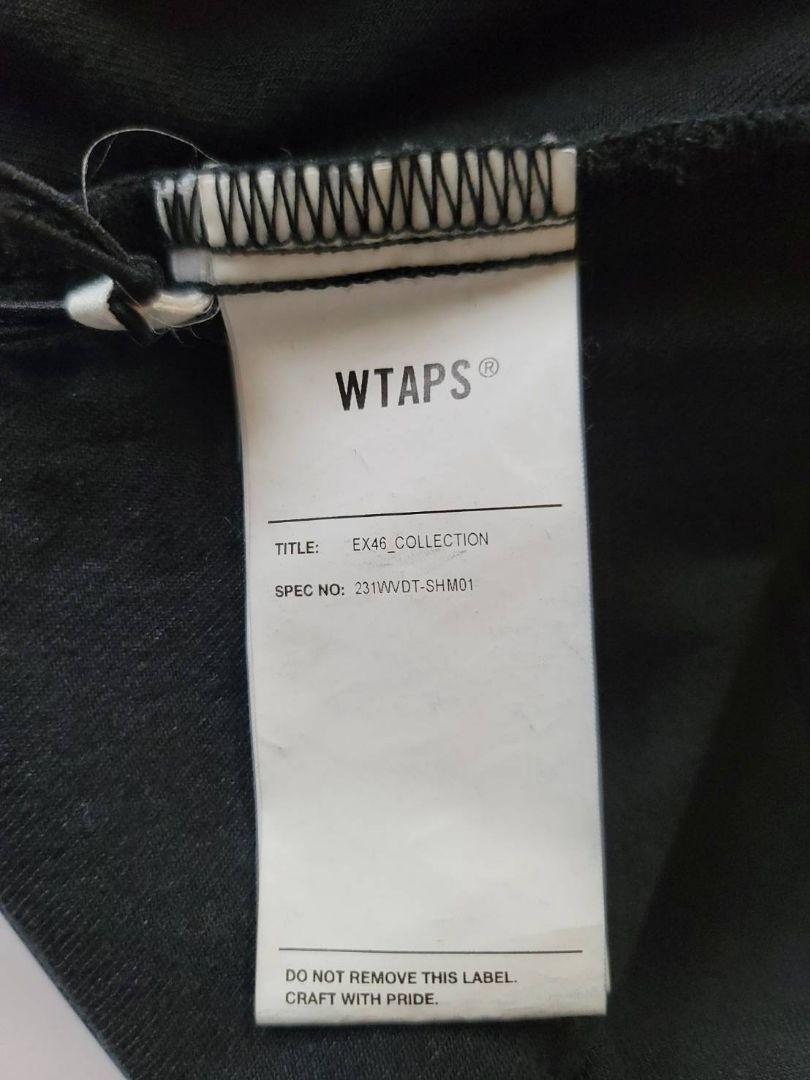 WTAPS®
TITLE: EX46_COLLECTION
SPEC NO: 231WVDT-SHM01
DO NOT REMOVE THIS LABEL.
CRAFT WITH PRIDE.